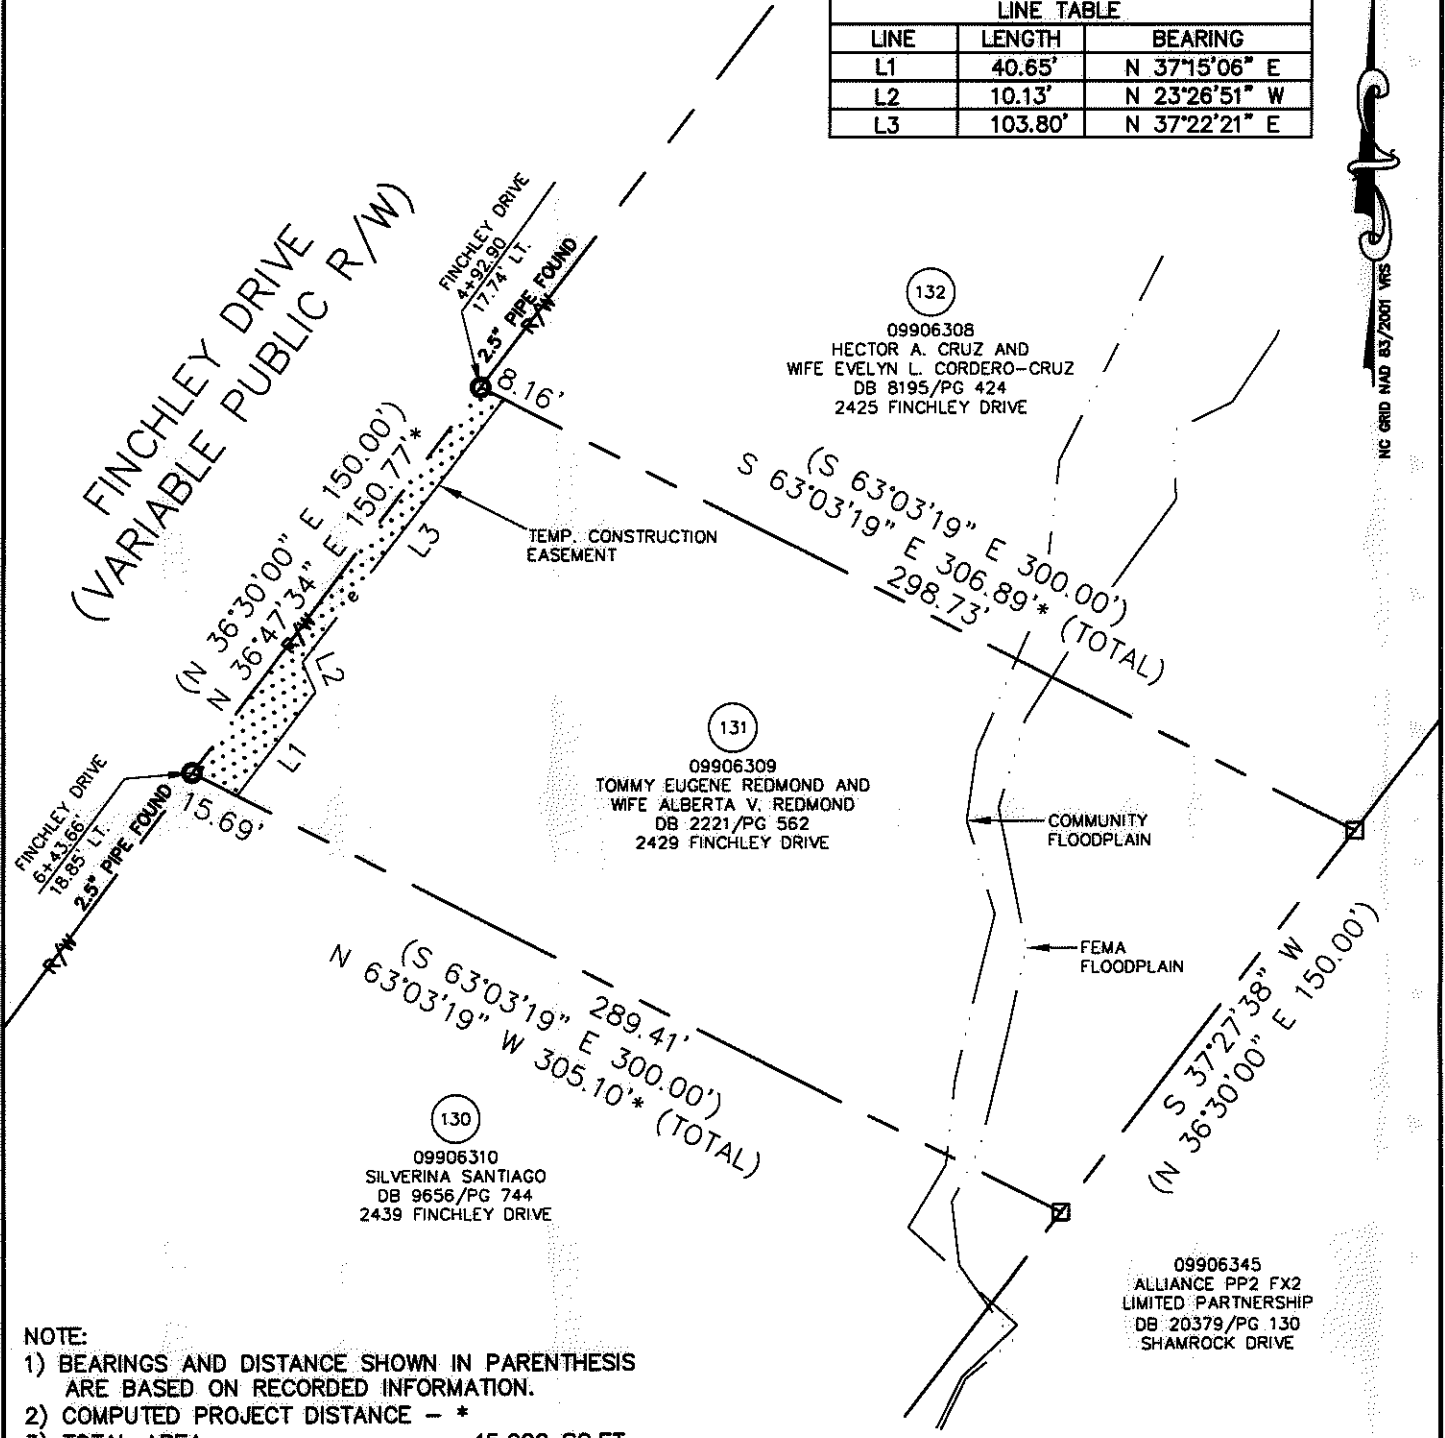 LINE TABLE
LINE LENGTH BEARING
L1 40.65' N 37°15'06" E
L2 10.13' N 23°26'51" W
L3 103.80' N 37°22'21" E
NC GRID NAD 83/2001 VRS
FINCHLEY DRIVE
(VARIABLE PUBLIC R/W)
FINCHLEY DRIVE
4+92.90
17.74' LT.
2.5" PIPE FOUND
R/W
8.16'
132
09906308
HECTOR A. CRUZ AND
WIFE EVELYN L. CORDERO-CRUZ
DB 8195/PG 424
2425 FINCHLEY DRIVE
(N 36°30'00" E 150.00')
N 36°47'34" E 150.77'*
R/W
e
L3
L2
L1
TEMP. CONSTRUCTION
EASEMENT
(S 63°03'19" E 300.00')
S 63°03'19" E 306.89'* (TOTAL)
298.73'
131
09906309
TOMMY EUGENE REDMOND AND
WIFE ALBERTA V. REDMOND
DB 2221/PG 562
2429 FINCHLEY DRIVE
FINCHLEY DRIVE
6+43.66'
18.85' LT.
2.5" PIPE FOUND
R/W
15.69'
COMMUNITY
FLOODPLAIN
FEMA
FLOODPLAIN
289.41'
(S 63°03'19" E 300.00')
N 63°03'19" W 305.10'* (TOTAL)
S 37°27'38" W
(N 36°30'00" E 150.00')
130
09906310
SILVERINA SANTIAGO
DB 9656/PG 744
2439 FINCHLEY DRIVE
09906345
ALLIANCE PP2 FX2
LIMITED PARTNERSHIP
DB 20379/PG 130
SHAMROCK DRIVE
NOTE:
1) BEARINGS AND DISTANCE SHOWN IN PARENTHESIS
ARE BASED ON RECORDED INFORMATION.
2) COMPUTED PROJECT DISTANCE - *